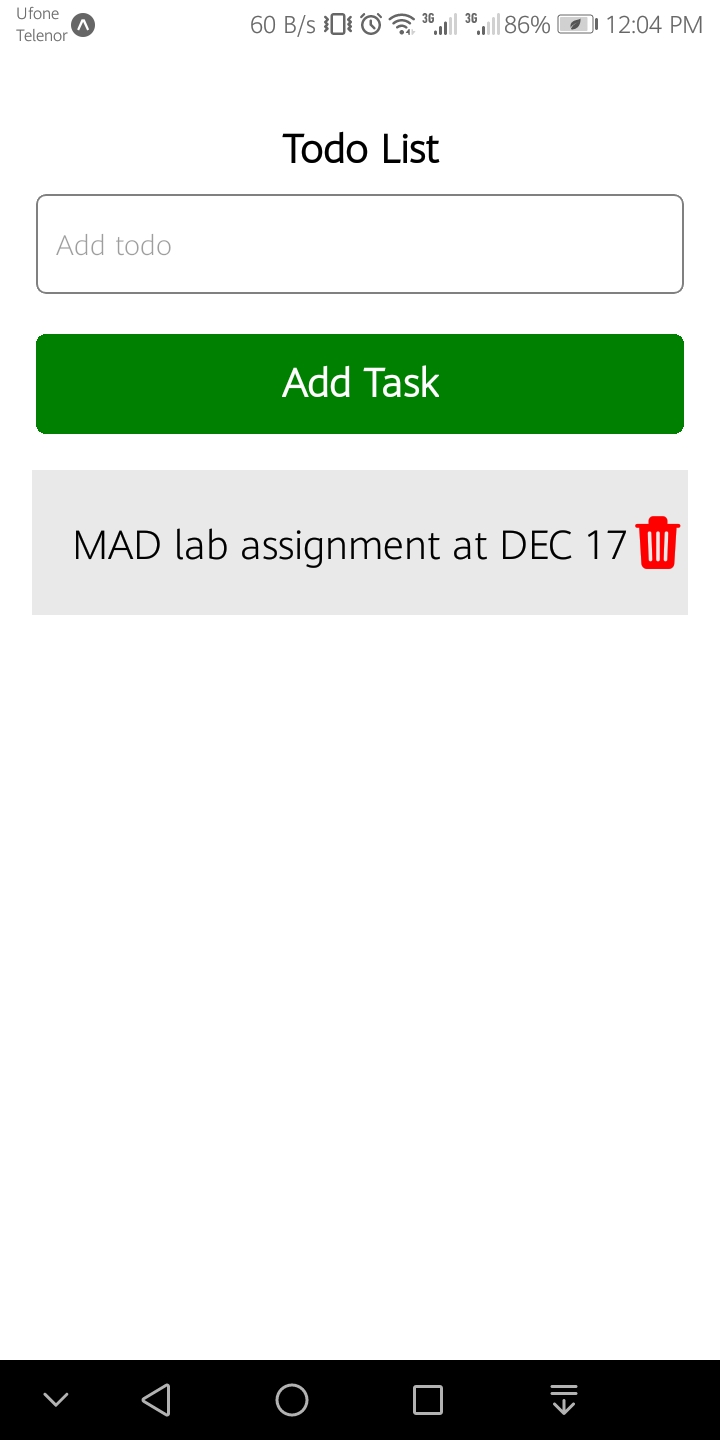 Ufone
Telenor
60 B/s 3G 3G 86% 12:04 PM
Todo List
Add todo
Add Task
MAD lab assignment at DEC 17